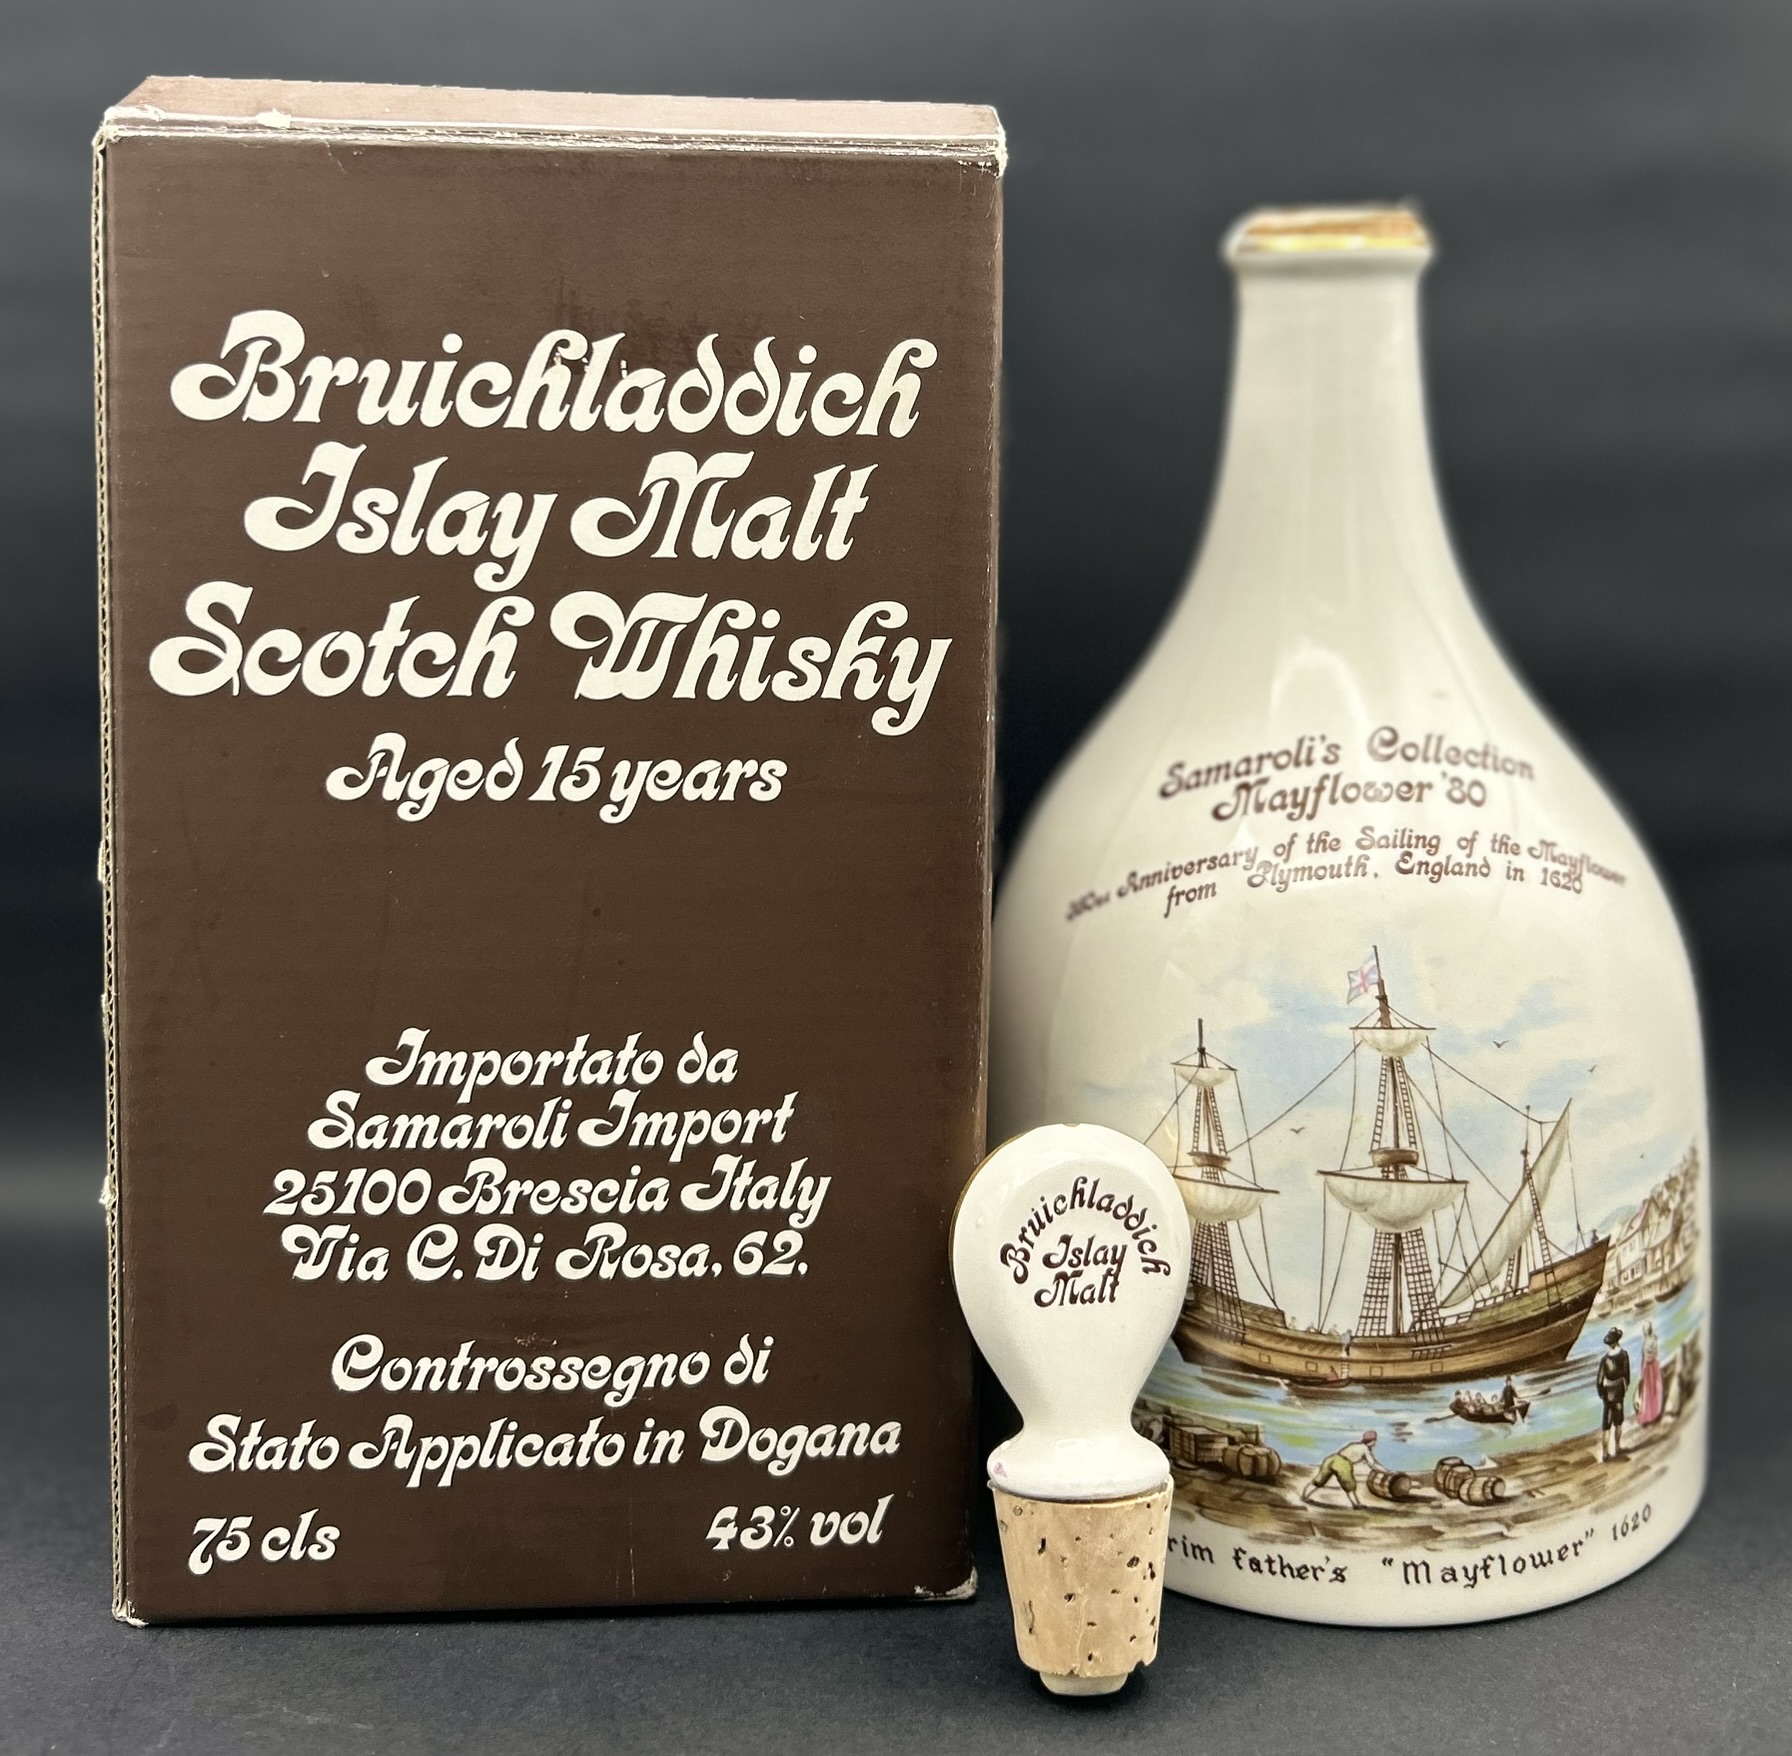 Bruichladdich
Islay Malt
Scotch Whisky
Aged 15 years
Importato da
Samaroli Import
25100 Brescia Italy
Via C. Di Rosa, 62,
Controssegno di
Stato Applicato in Dogana
75 cls
43% vol
Samaroli's Collection
Mayflower '80
Anniversary of the Sailing of the Mayflower
from Plymouth, England in 1620
Bruichladdich
Islay
Malt
rim Father's "Mayflower" 1620